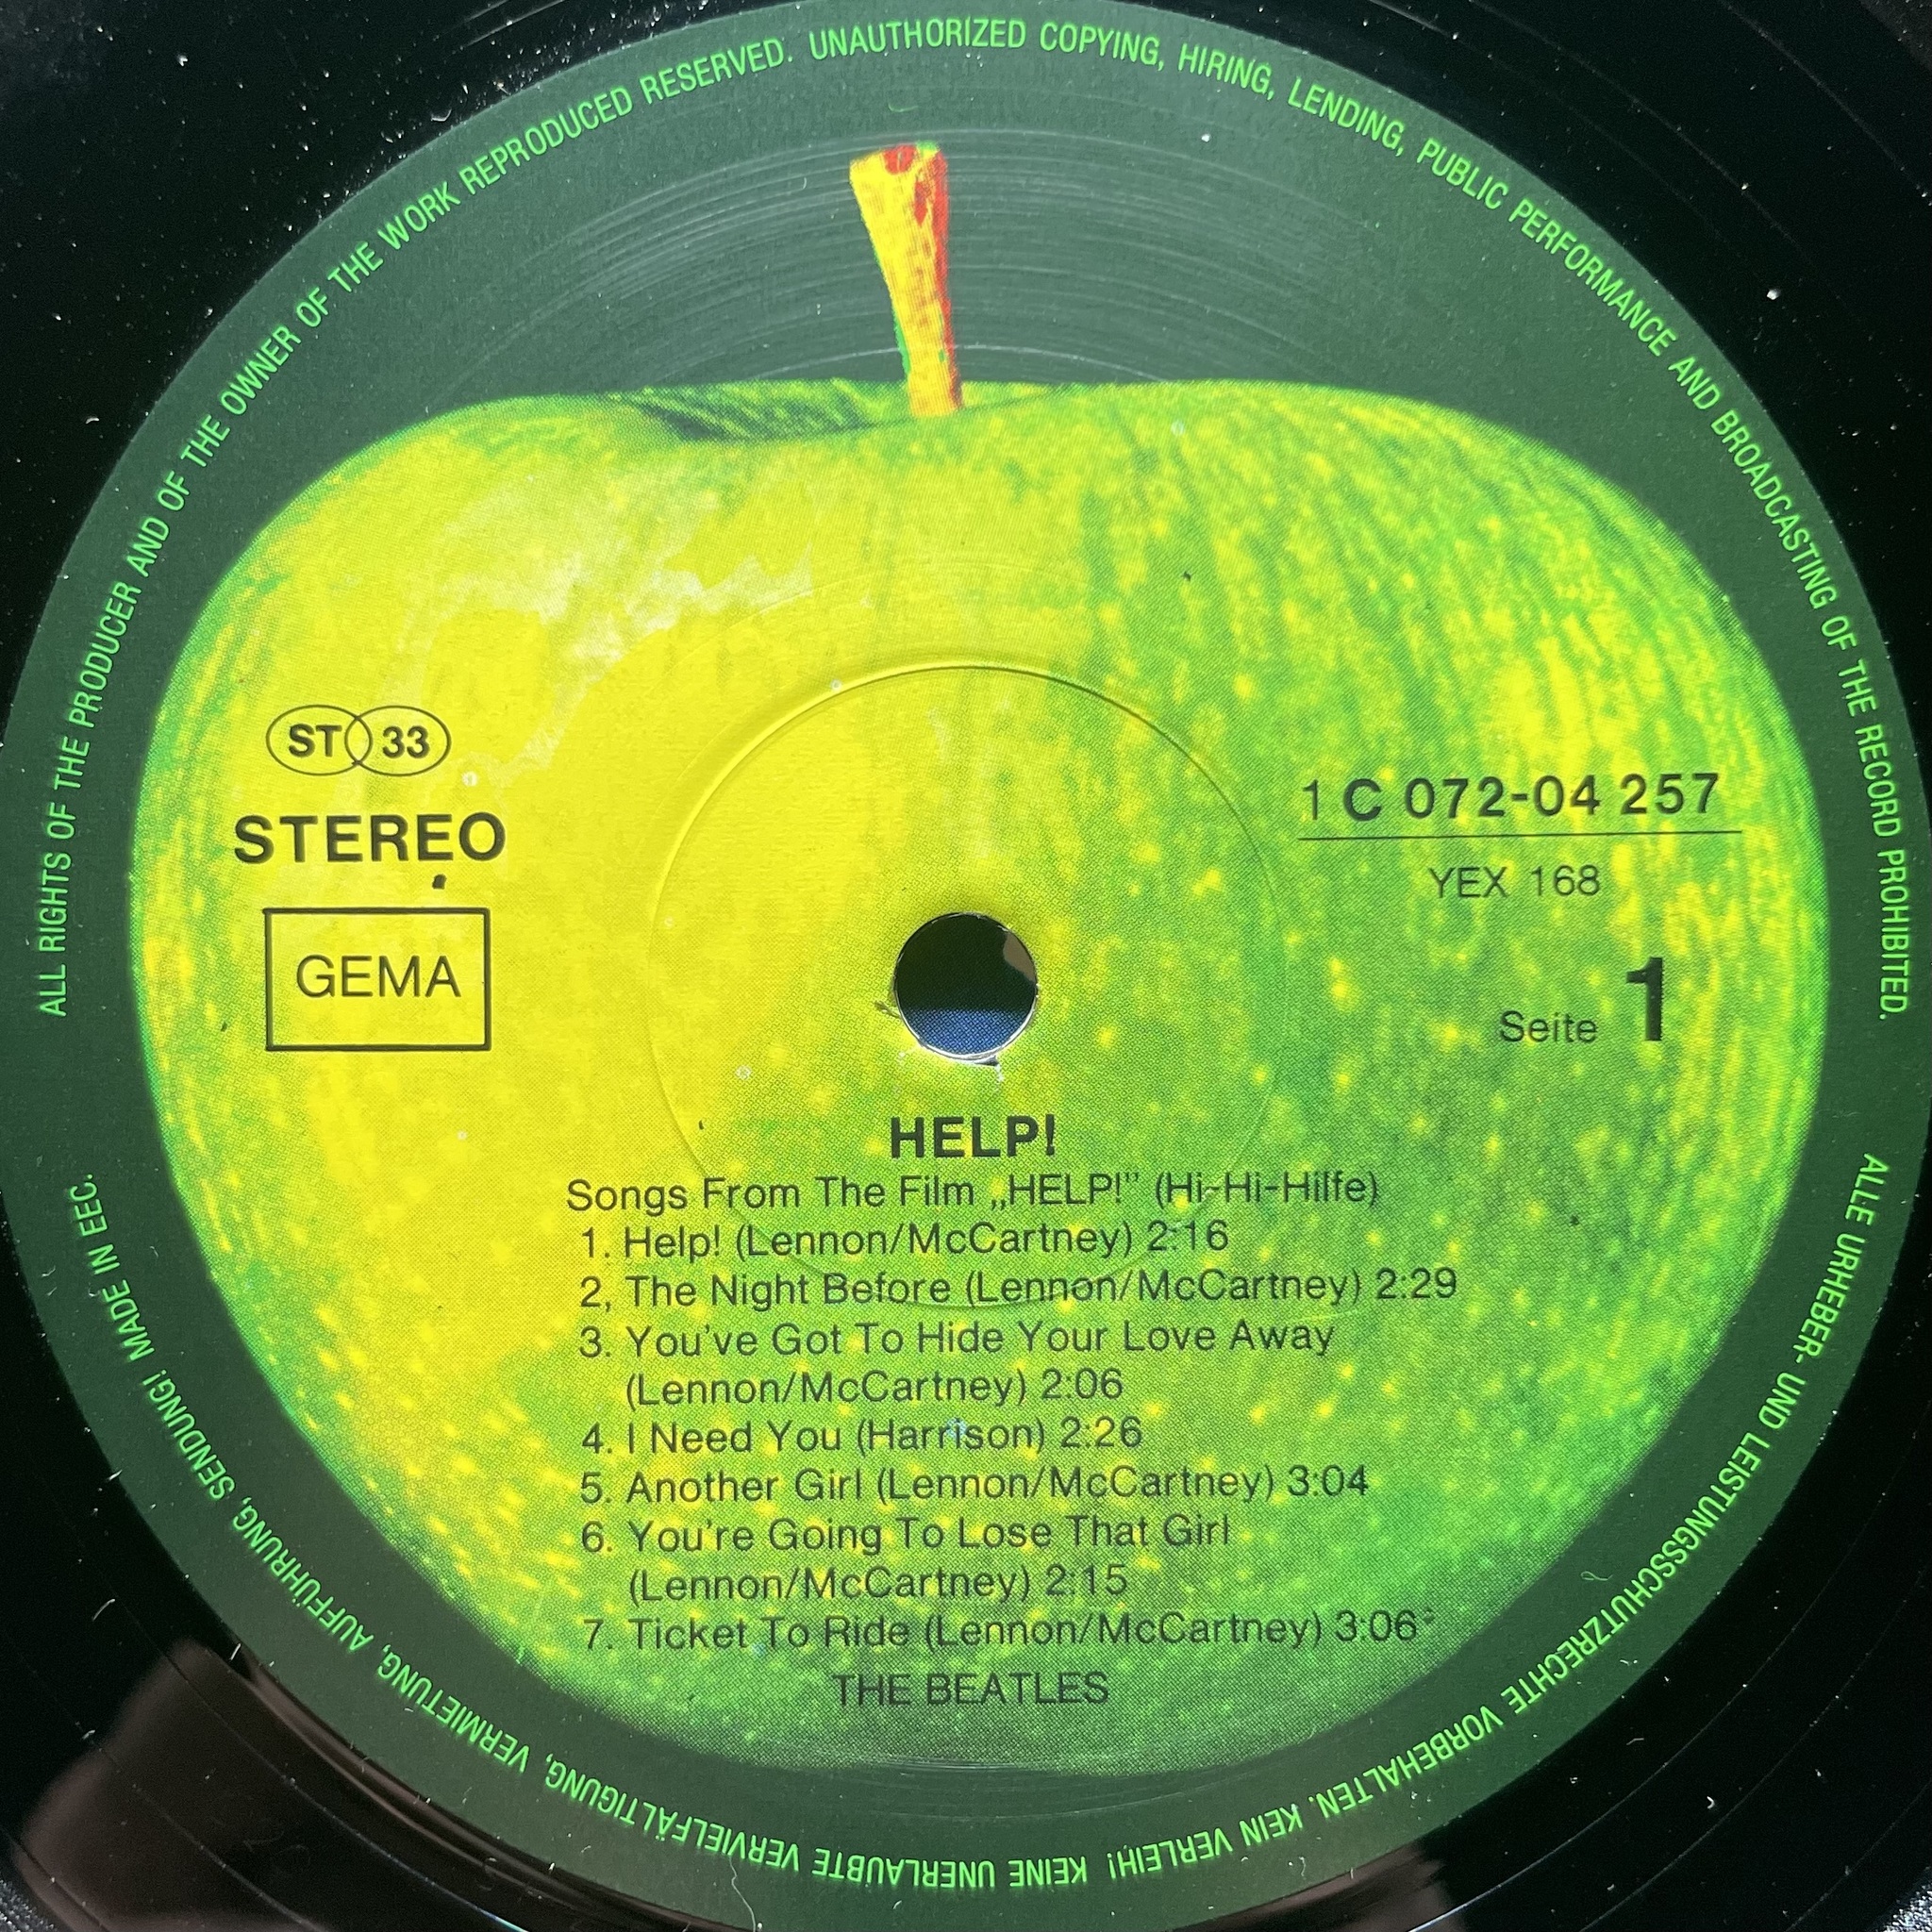 ALL RIGHTS OF THE PRODUCER AND OF THE OWNER OF THE WORK REPRODUCED RESERVED. UNAUTHORIZED COPYING, HIRING, LENDING, PUBLIC PERFORMANCE AND BROADCASTING OF THE RECORD PROHIBITED.
ST 33
STEREO
GEMA
1 C 072-04 257
YEX 168
Seite 1
HELP!
Songs From The Film „HELP!” (Hi-Hi-Hilfe)
1. Help! (Lennon/McCartney) 2:16
2, The Night Before (Lennon/McCartney) 2:29
3. You've Got To Hide Your Love Away
(Lennon/McCartney) 2:06
4. I Need You (Harrison) 2:26
5. Another Girl (Lennon/McCartney) 3:04
6. You're Going To Lose That Girl
(Lennon/McCartney) 2:15
7. Ticket To Ride (Lennon/McCartney) 3:06
THE BEATLES
ALLE URHEBER- UND LEISTUNGSSCHUTZRECHTE VORBEHALTEN. KEIN VERLEIH! KEINE UNERLAUBTE VERVIELFÄLTIGUNG, VERMIETUNG, AUFFÜHRUNG, SENDUNG! MADE IN EEC.